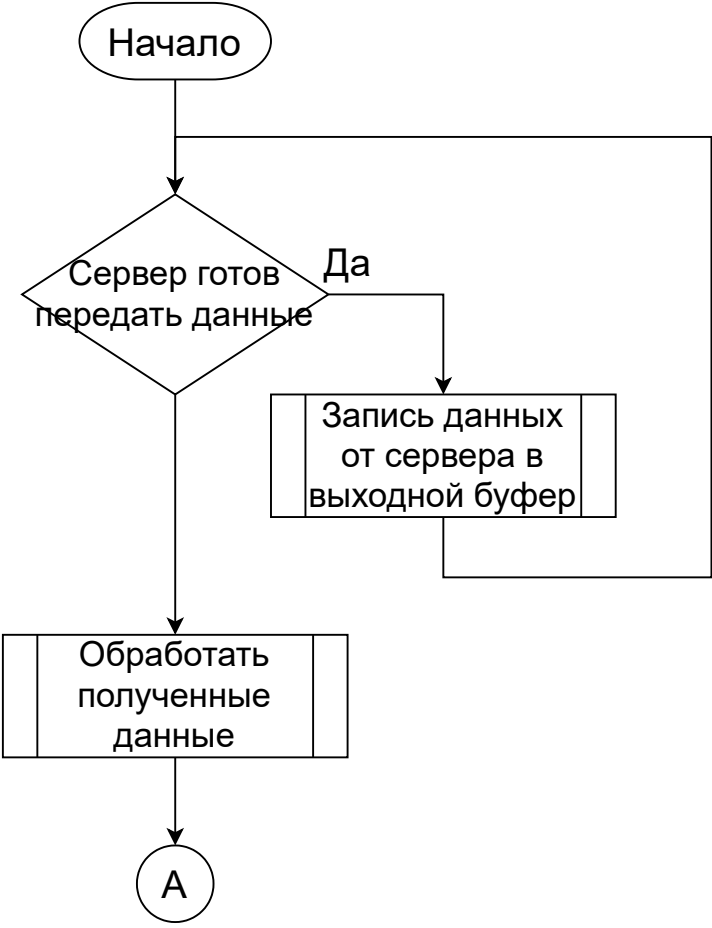 Начало
Сервер готов
передать данные
Да
Запись данных
от сервера в
выходной буфер
Обработать
полученные
данные
А